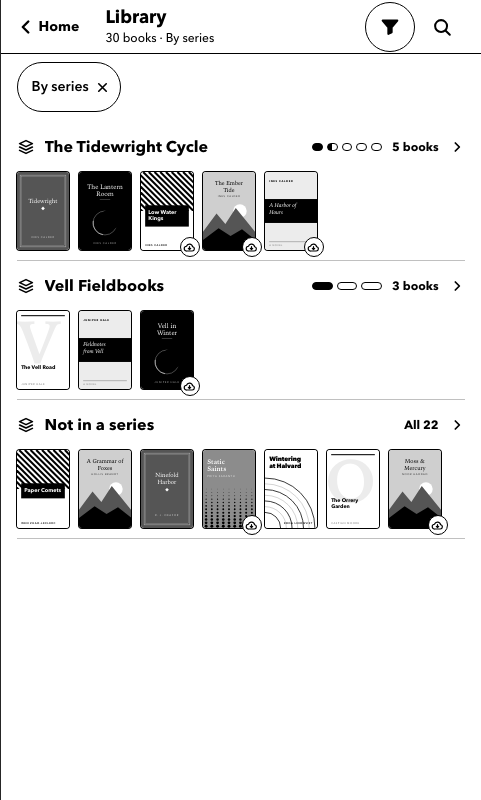 Home
Library
30 books · By series
By series
The Tidewright Cycle
5 books
Tidewright
The Lantern
Room
Low Water
Kings
The Ember
Tide
A Harbor of
Hours
Vell Fieldbooks
3 books
The Vell Road
Fieldnotes
from Vell
Vell in
Winter
Not in a series
All 22
Paper Comets
A Grammar of
Foxes
Ninefold
Harbor
Static
Saints
Wintering
at Halvard
The Orrery
Garden
Moss &
Mercury